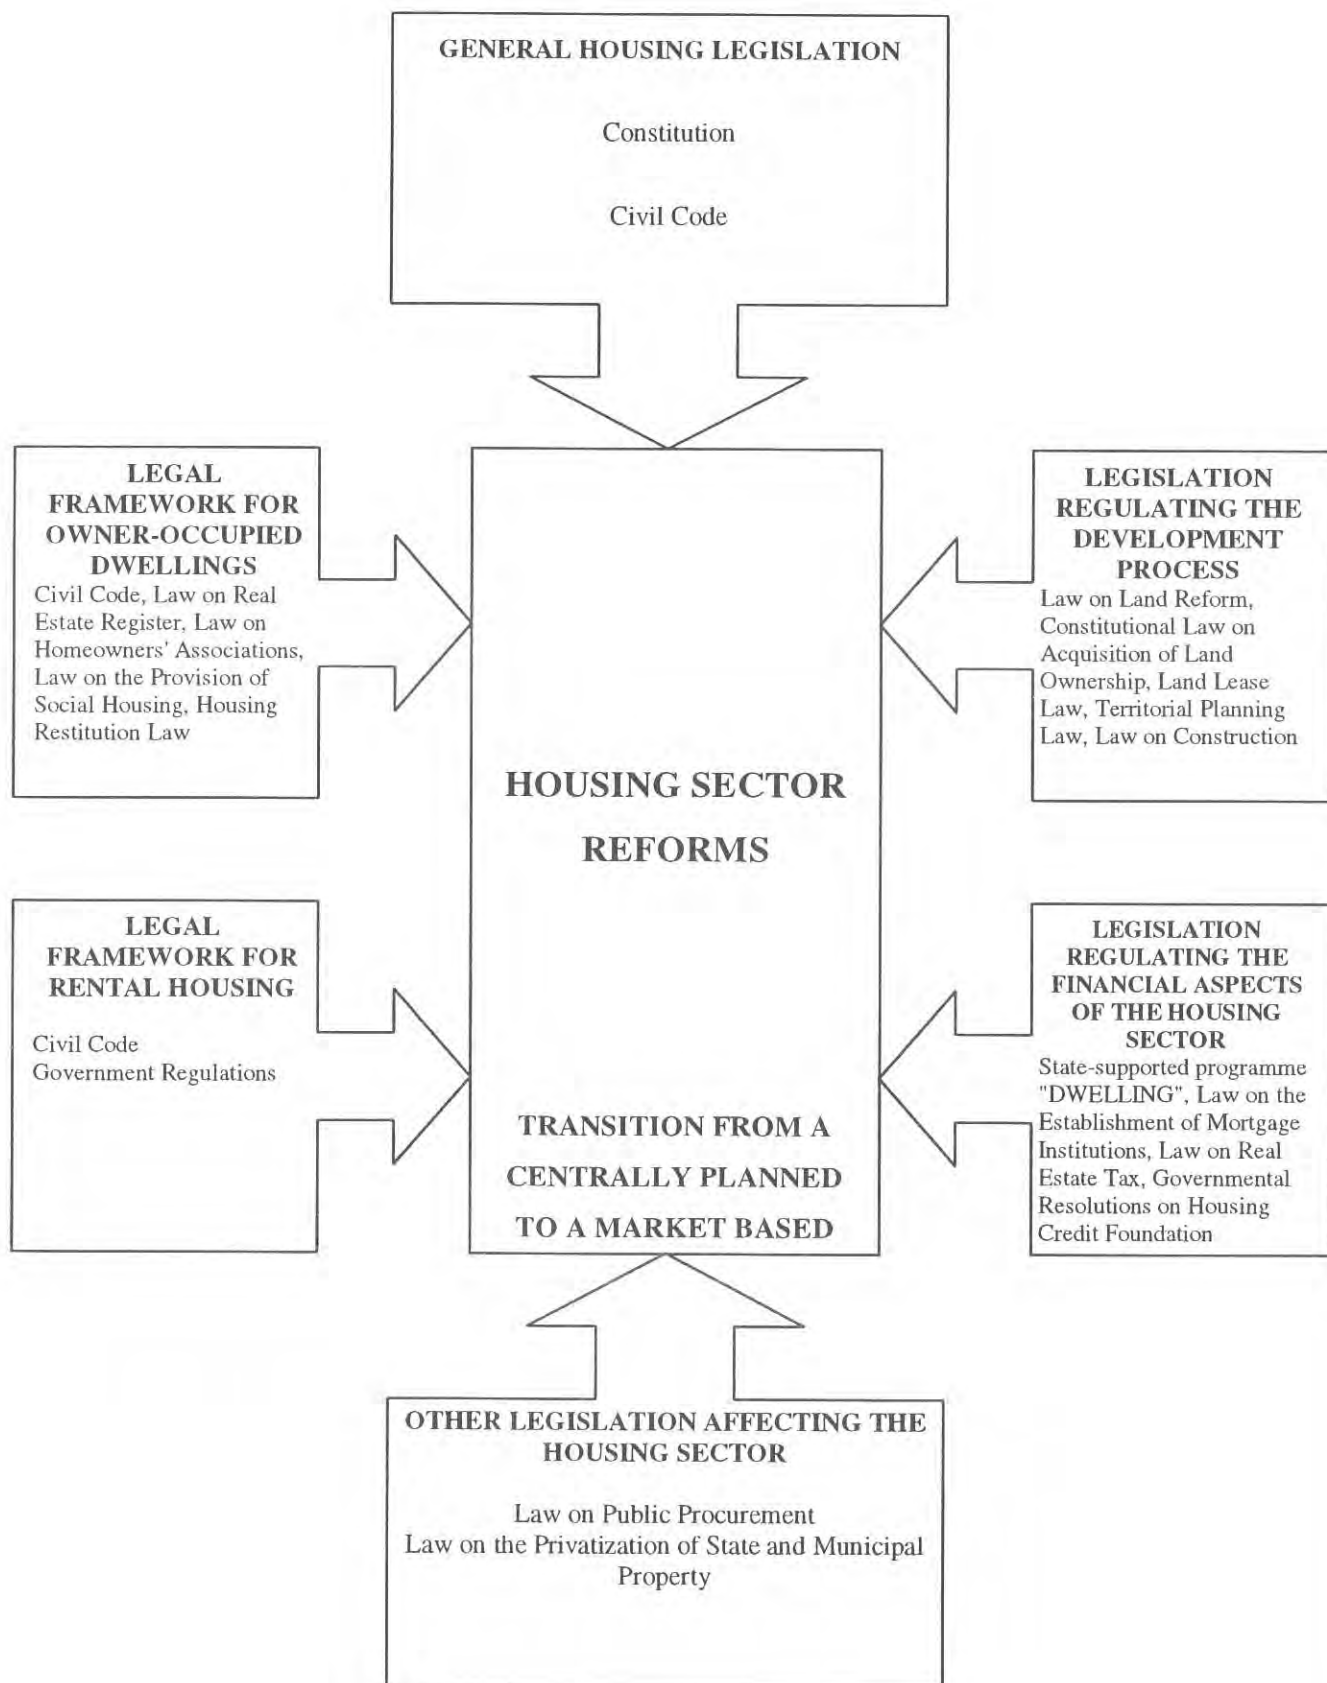 GENERAL HOUSING LEGISLATION
Constitution
Civil Code
LEGAL
FRAMEWORK FOR
OWNER-OCCUPIED
DWELLINGS
Civil Code, Law on Real
Estate Register, Law on
Homeowners' Associations,
Law on the Provision of
Social Housing, Housing
Restitution Law
LEGISLATION
REGULATING THE
DEVELOPMENT
PROCESS
Law on Land Reform,
Constitutional Law on
Acquisition of Land
Ownership, Land Lease
Law, Territorial Planning
Law, Law on Construction
HOUSING SECTOR
REFORMS
TRANSITION FROM A
CENTRALLY PLANNED
TO A MARKET BASED
LEGAL
FRAMEWORK FOR
RENTAL HOUSING
Civil Code
Government Regulations
LEGISLATION
REGULATING THE
FINANCIAL ASPECTS
OF THE HOUSING
SECTOR
State-supported programme
"DWELLING", Law on the
Establishment of Mortgage
Institutions, Law on Real
Estate Tax, Governmental
Resolutions on Housing
Credit Foundation
OTHER LEGISLATION AFFECTING THE
HOUSING SECTOR
Law on Public Procurement
Law on the Privatization of State and Municipal
Property